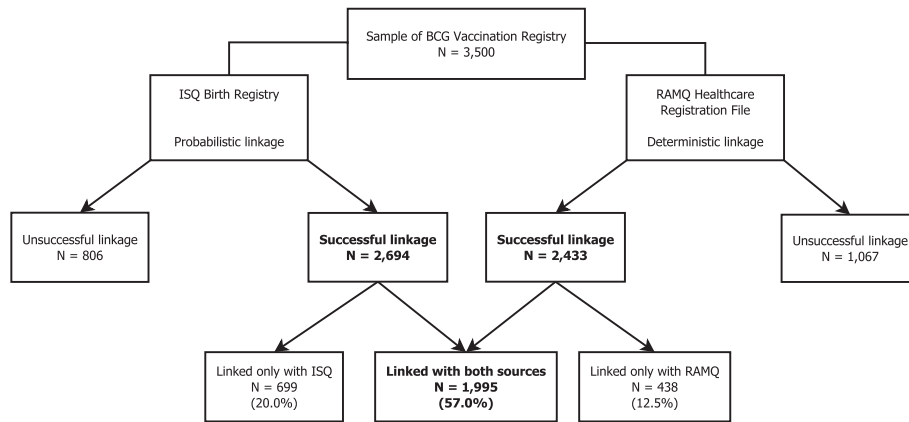 Sample of BCG Vaccination Registry
N = 3,500
ISQ Birth Registry
Probabilistic linkage
RAMQ Healthcare
Registration File
Deterministic linkage
Unsuccessful linkage
N = 806
Successful linkage
N = 2,694
Successful linkage
N = 2,433
Unsuccessful linkage
N = 1,067
Linked only with ISQ
N = 699
(20.0%)
Linked with both sources
N = 1,995
(57.0%)
Linked only with RAMQ
N = 438
(12.5%)